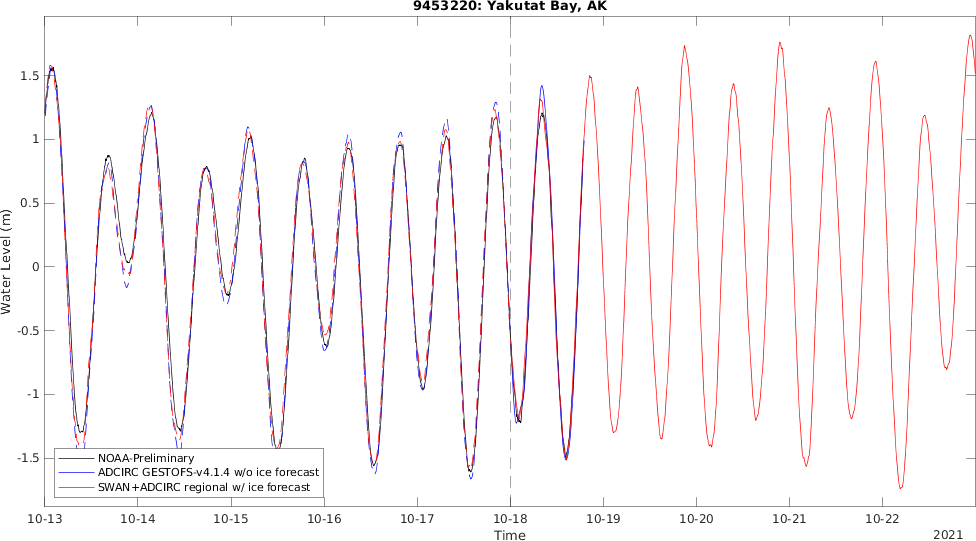 9453220: Yakutat Bay, AK
Water Level (m)
1.5
1
0.5
0
-0.5
-1
-1.5
NOAA-Preliminary
ADCIRC GESTOFS-v4.1.4 w/o ice forecast
SWAN+ADCIRC regional w/ ice forecast
10-13 10-14 10-15 10-16 10-17 10-18 10-19 10-20 10-21 10-22
Time
2021